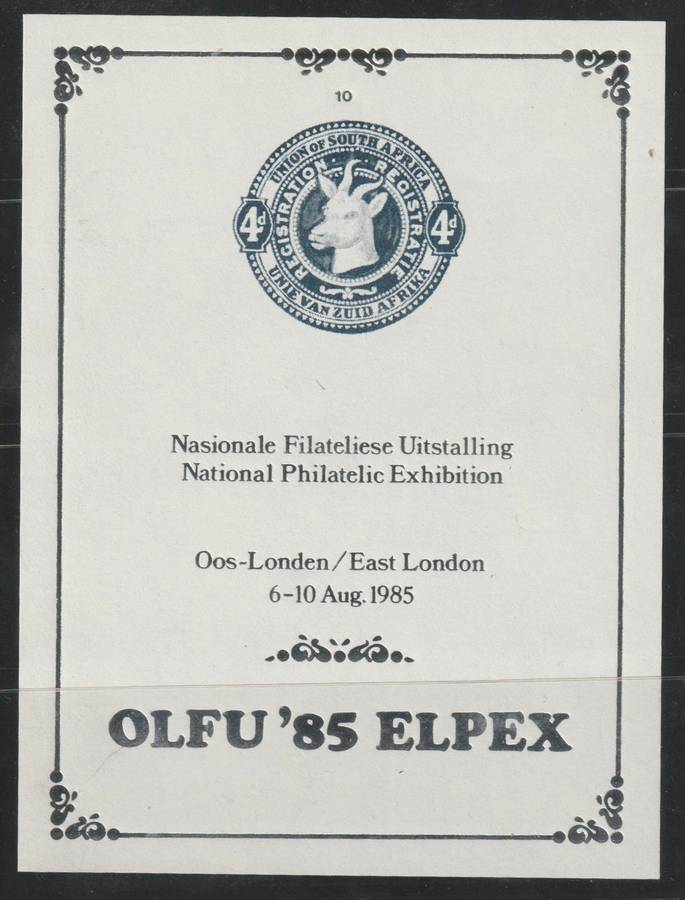 10
UNION OF SOUTH AFRICA
REGISTRATION REGISTRATIE
4d 4d
UNIE VAN ZUID AFRIKA
Nasionale Filateliese Uitstalling
National Philatelic Exhibition
Oos-Londen/East London
6-10 Aug. 1985
OLFU '85 ELPEX